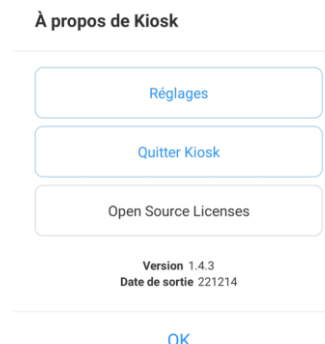 À propos de Kiosk
Réglages
Quitter Kiosk
Open Source Licenses
Version 1.4.3
Date de sortie 221214
OK